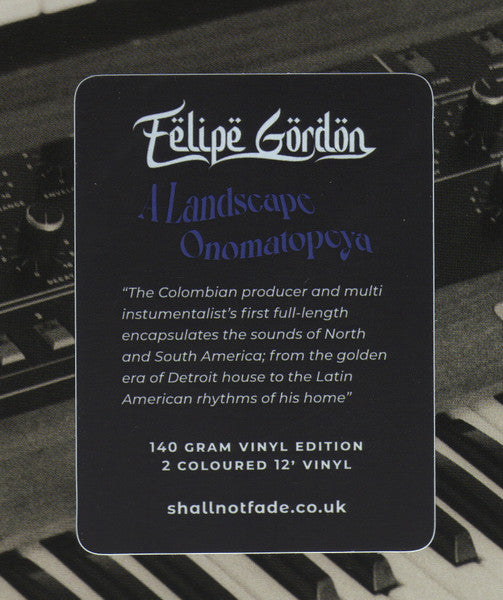 Fëlipë Gördön
A Landscape
Onomatopeya
“The Colombian producer and multi
instumentalist’s first full-length
encapsulates the sounds of North
and South America; from the golden
era of Detroit house to the Latin
American rhythms of his home”
140 GRAM VINYL EDITION
2 COLOURED 12’ VINYL
shallnotfade.co.uk